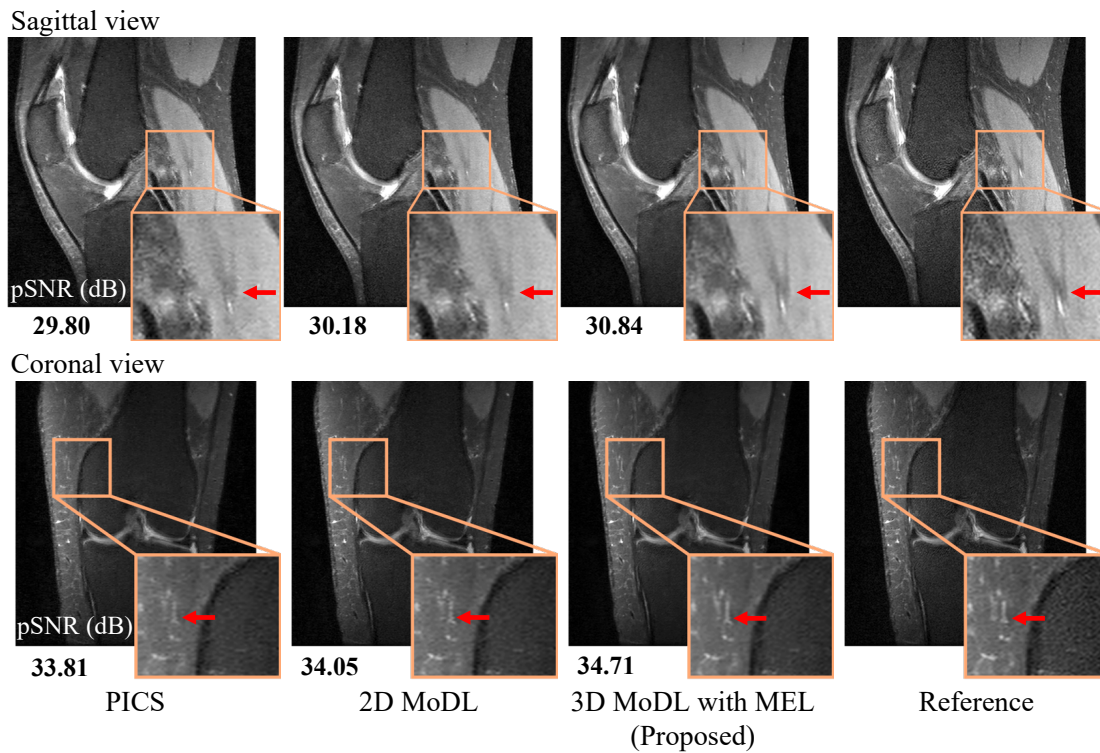 Sagittal view
pSNR (dB)
29.80
30.18
30.84
Coronal view
pSNR (dB)
33.81
34.05
34.71
PICS
2D MoDL
3D MoDL with MEL
(Proposed)
Reference